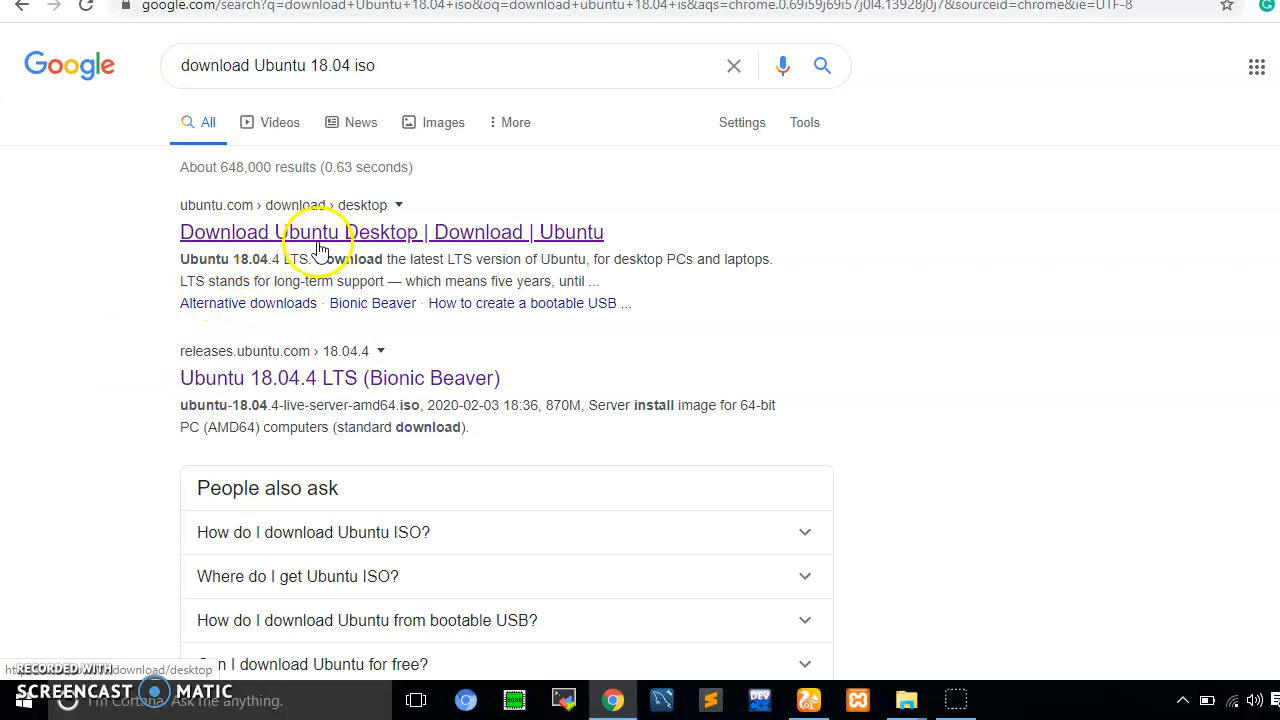 google.com/search?q=download+Ubuntu+18.04+iso&oq=download+ubuntu+18.04+is&aqs=chrome.0.69i59j69i57j0l4.13928j0j7&sourceid=chrome&ie=UTF-8
Google
download Ubuntu 18.04 iso
All
Videos
News
Images
More
Settings
Tools
About 648,000 results (0.63 seconds)
ubuntu.com › download › desktop
Download Ubuntu Desktop | Download | Ubuntu
Ubuntu 18.04.4 LTS. Download the latest LTS version of Ubuntu, for desktop PCs and laptops.
LTS stands for long-term support — which means five years, until ...
Alternative downloads · Bionic Beaver · How to create a bootable USB ...
releases.ubuntu.com › 18.04.4
Ubuntu 18.04.4 LTS (Bionic Beaver)
ubuntu-18.04.4-live-server-amd64.iso, 2020-02-03 18:36, 870M, Server install image for 64-bit
PC (AMD64) computers (standard download).
People also ask
How do I download Ubuntu ISO?
Where do I get Ubuntu ISO?
How do I download Ubuntu from bootable USB?
n I download Ubuntu for free?
download/desktop
RECORDED WITH
SCREENCAST MATIC
I'm Cortana. Ask me anything.
DEV